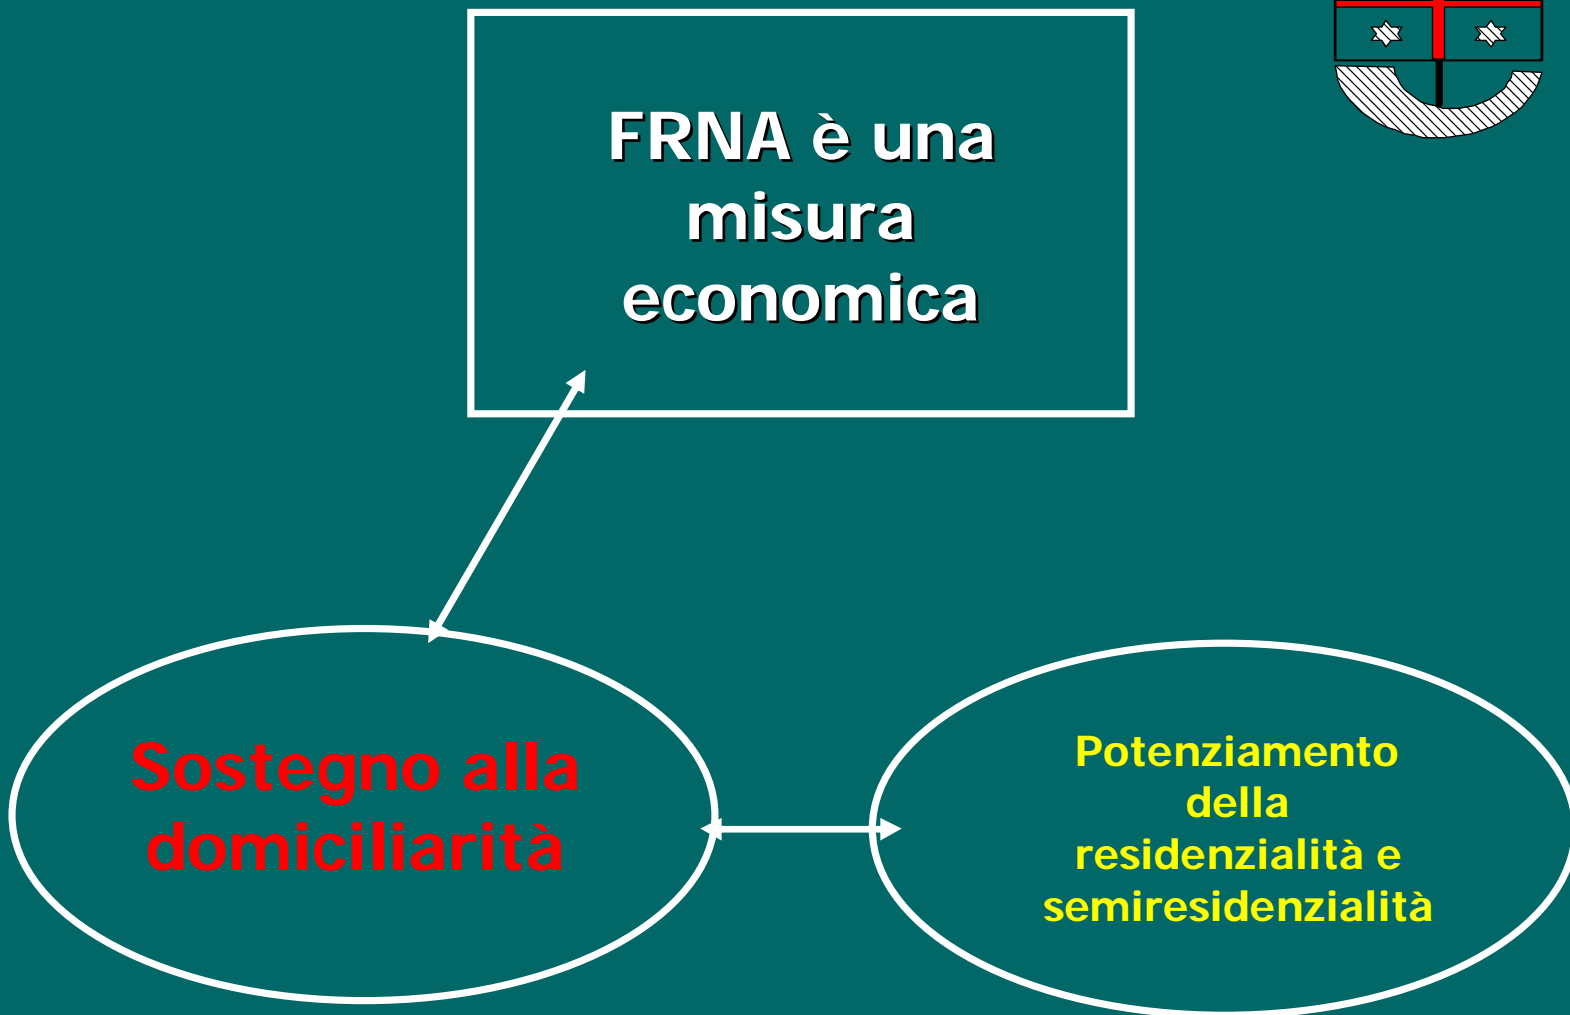 FRNA è una
misura
economica
Sostegno alla
domiciliarità
Potenziamento
della
residenzialità e
semiresidenzialità